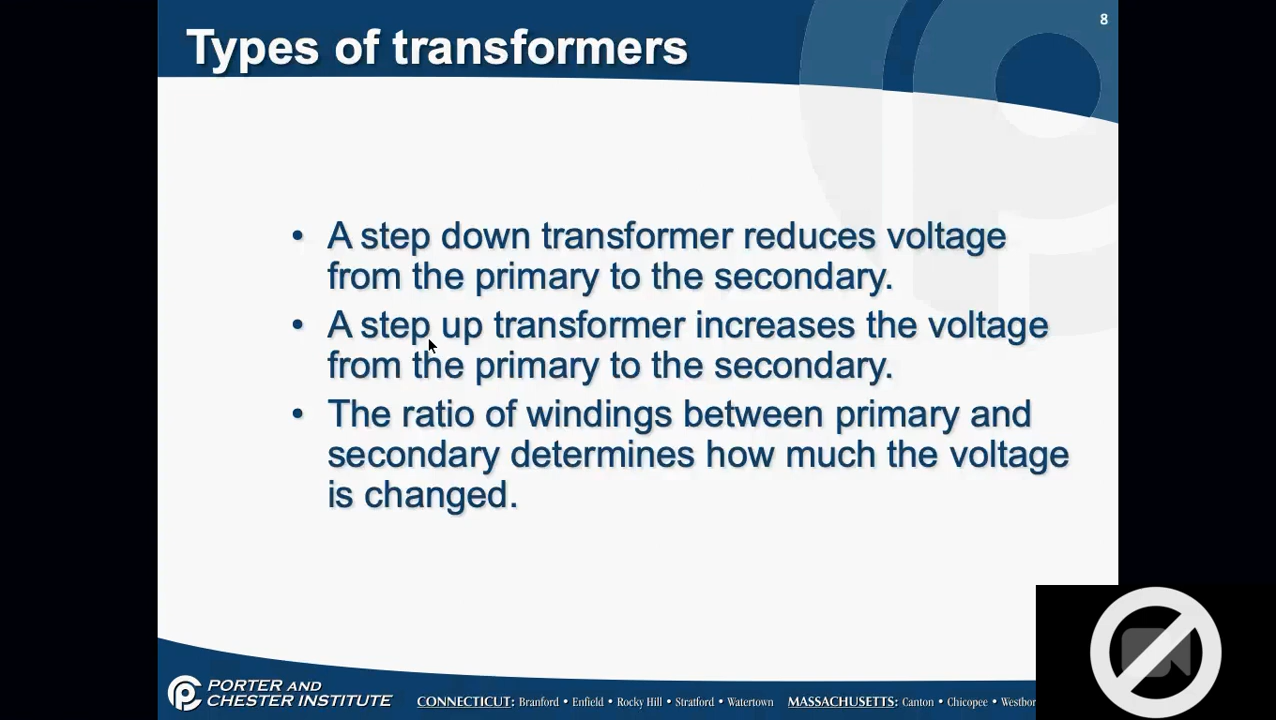 8
Types of transformers
• A step down transformer reduces voltage
from the primary to the secondary.
• A step up transformer increases the voltage
from the primary to the secondary.
• The ratio of windings between primary and
secondary determines how much the voltage
is changed.
PORTER AND
CHESTER INSTITUTE
CONNECTICUT: Branford • Enfield • Rocky Hill • Stratford • Watertown MASSACHUSETTS: Canton • Chicopee • Westbor